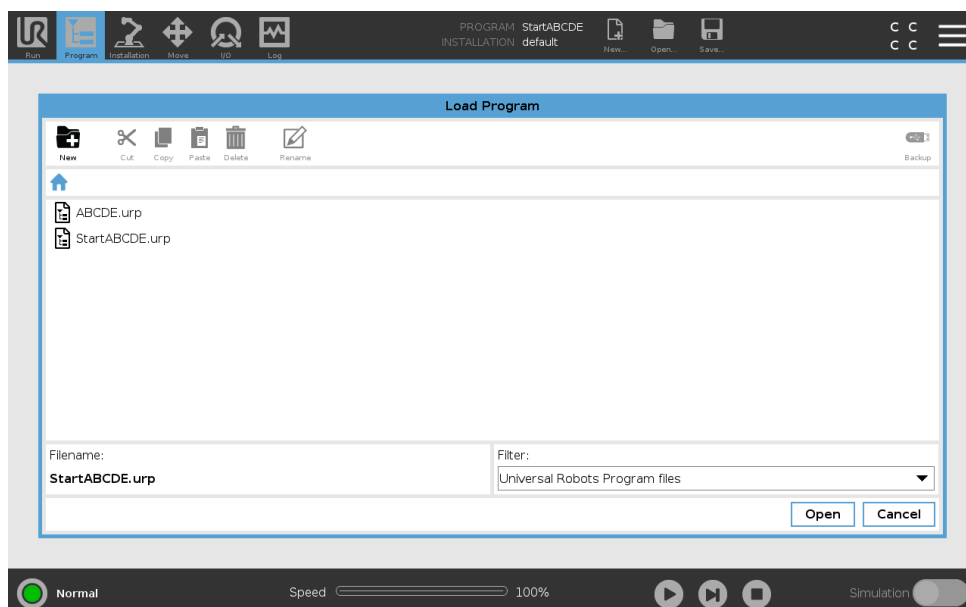 PROGRAM StartABCDE
INSTALLATION default
Run Program Installation Move I/O Log New... Open... Save...
C C
C C
Load Program
New Cut Copy Paste Delete Rename Backup
ABCDE.urp
StartABCDE.urp
Filename: Filter:
StartABCDE.urp Universal Robots Program files
Open Cancel
Normal Speed 100% Simulation